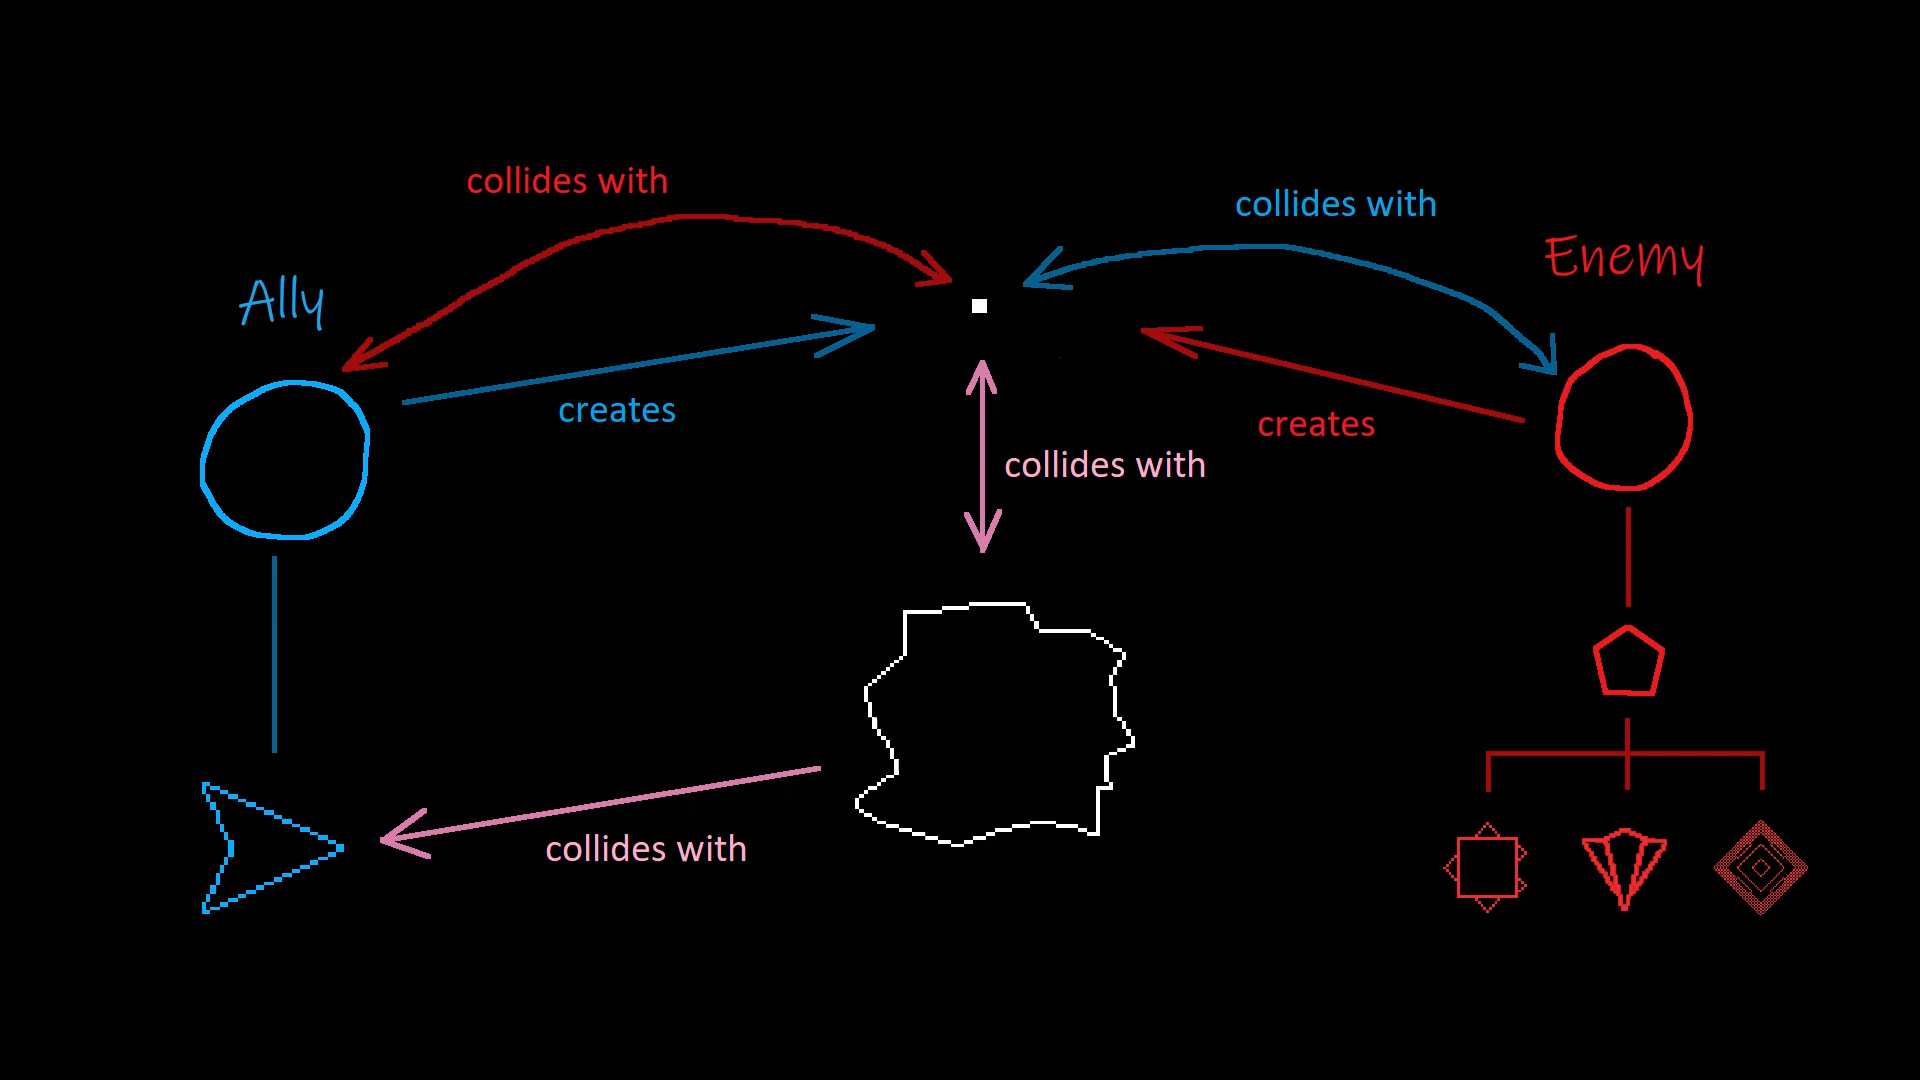 collides with
collides with
Enemy
Ally
creates
creates
collides with
collides with